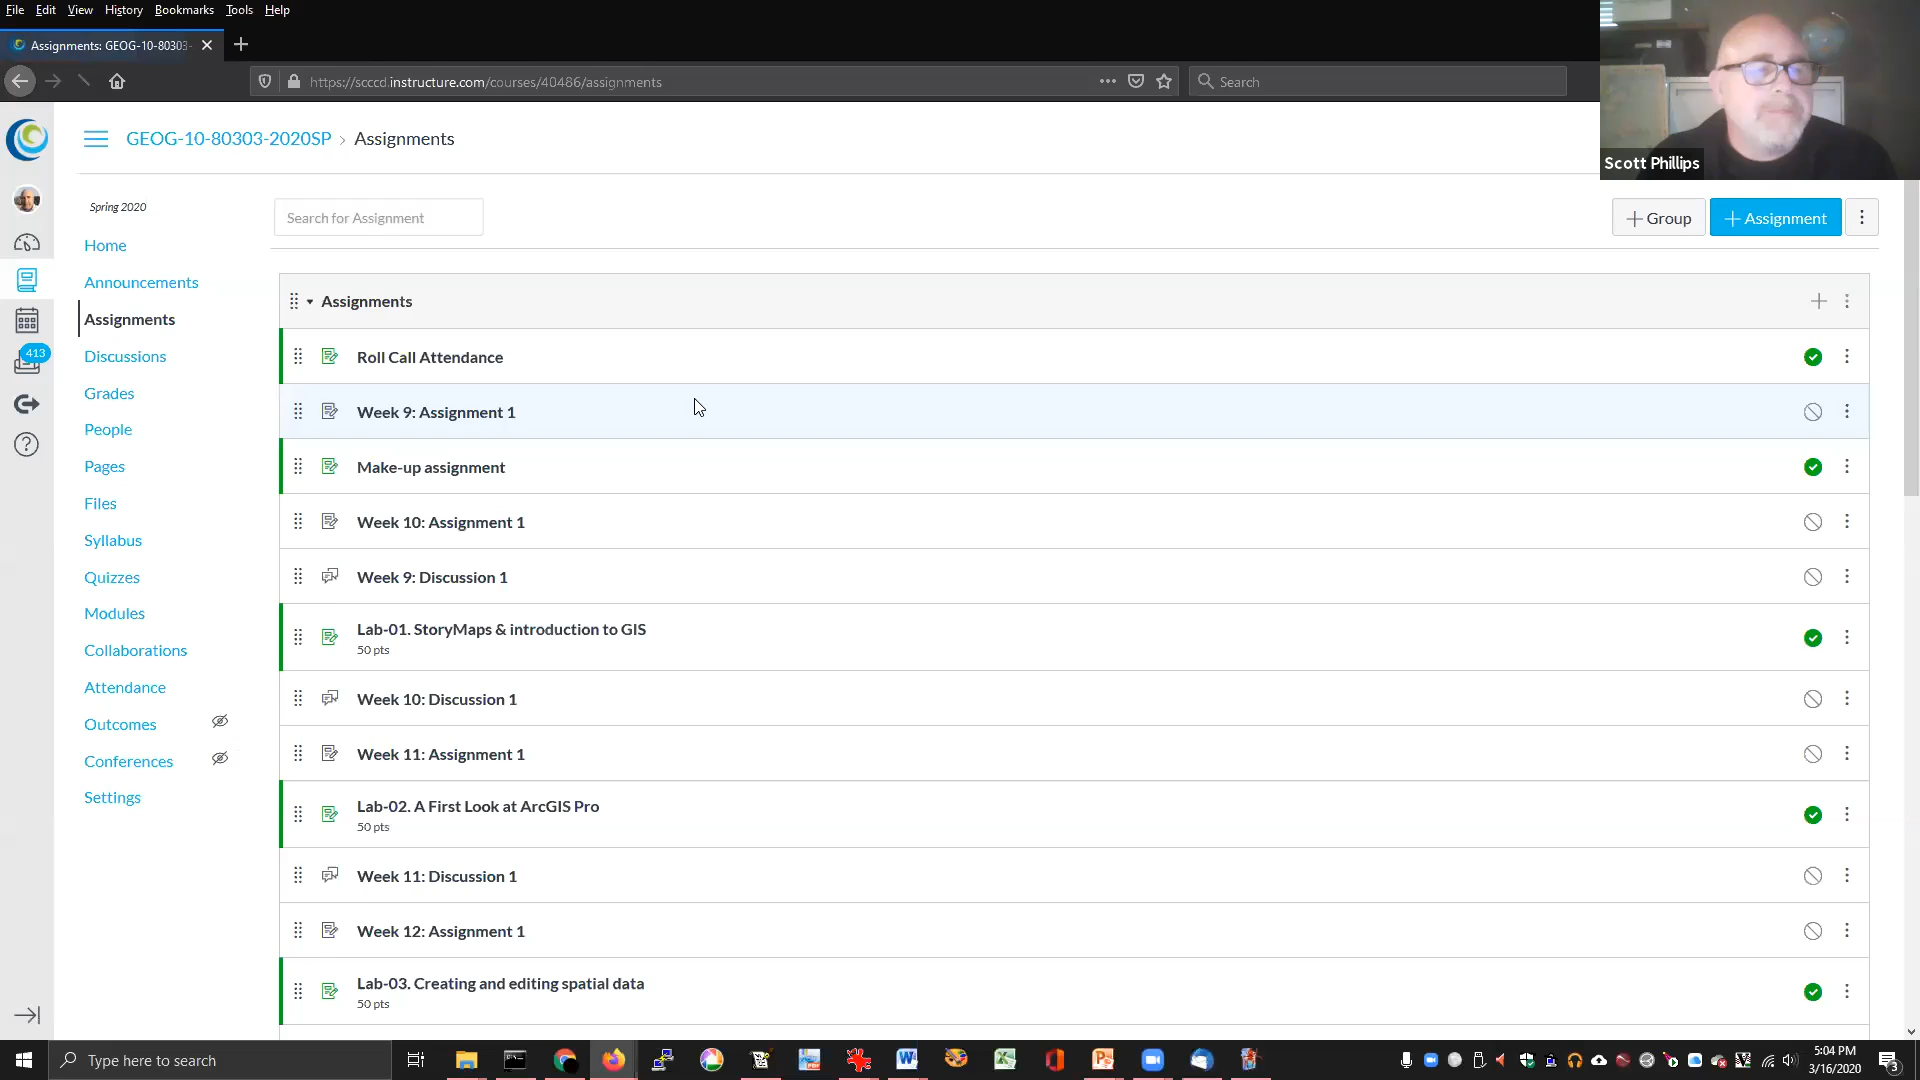 File Edit View History Bookmarks Tools Help
Assignments: GEOG-10-80303-
https://scccd.instructure.com/courses/40486/assignments
Search
Scott Phillips
GEOG-10-80303-2020SP > Assignments
Spring 2020
Home
Announcements
Assignments
Discussions
Grades
People
Pages
Files
Syllabus
Quizzes
Modules
Collaborations
Attendance
Outcomes
Conferences
Settings
413
Search for Assignment
+ Group
+ Assignment
Assignments
Roll Call Attendance
Week 9: Assignment 1
Make-up assignment
Week 10: Assignment 1
Week 9: Discussion 1
Lab-01. StoryMaps & introduction to GIS
50 pts
Week 10: Discussion 1
Week 11: Assignment 1
Lab-02. A First Look at ArcGIS Pro
50 pts
Week 11: Discussion 1
Week 12: Assignment 1
Lab-03. Creating and editing spatial data
50 pts
Type here to search
5:04 PM
3/16/2020
3